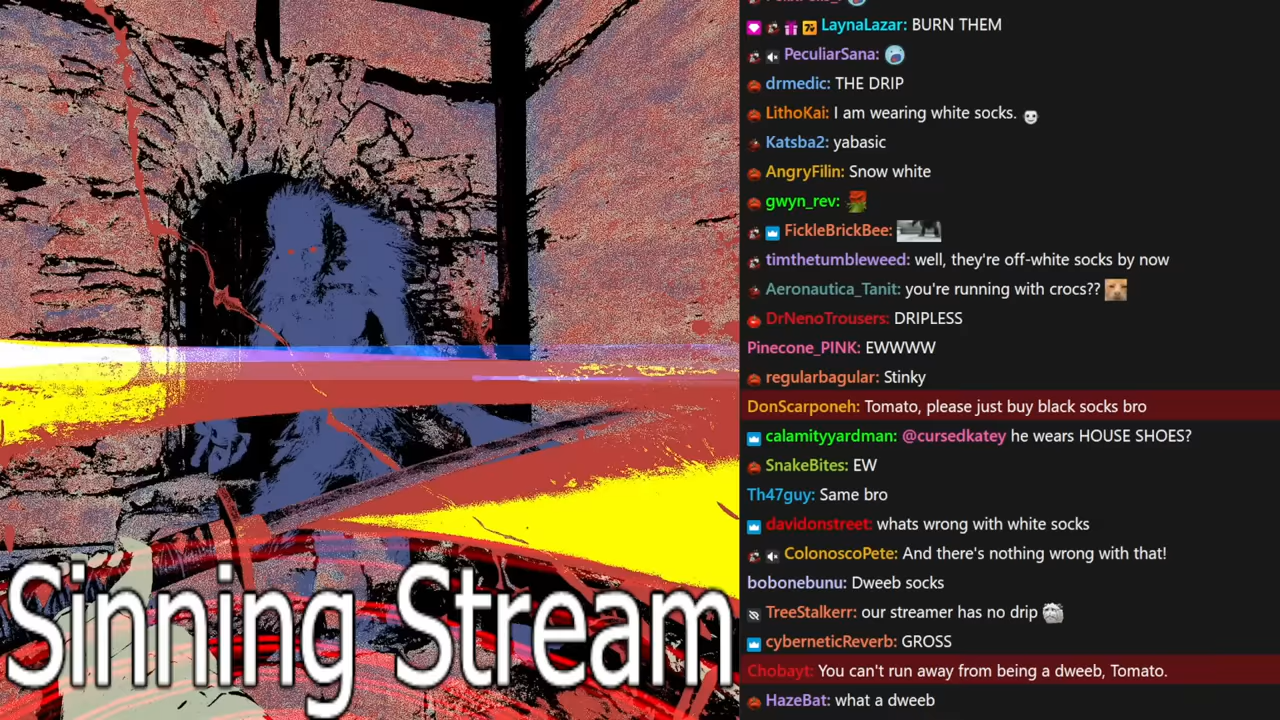 LaynaLazar: BURN THEM
PeculiarSana:
drmedic: THE DRIP
LithoKai: I am wearing white socks.
Katsba2: yabasic
AngryFilin: Snow white
gwyn_rev:
FickleBrickBee:
timthetumbleweed: well, they're off-white socks by now
Aeronautica_Tanit: you're running with crocs??
DrNenoTrousers: DRIPLESS
Pinecone_PINK: EWWWW
regularbagular: Stinky
DonScarponeh: Tomato, please just buy black socks bro
calamityyardman: @cursedkatey he wears HOUSE SHOES?
SnakeBites: EW
Th47guy: Same bro
davidonstreet: whats wrong with white socks
ColonoscoPete: And there's nothing wrong with that!
bobonebunu: Dweeb socks
TreeStalkerr: our streamer has no drip
cyberneticReverb: GROSS
Chobayt: You can't run away from being a dweeb, Tomato.
HazeBat: what a dweeb
Sinning Stream